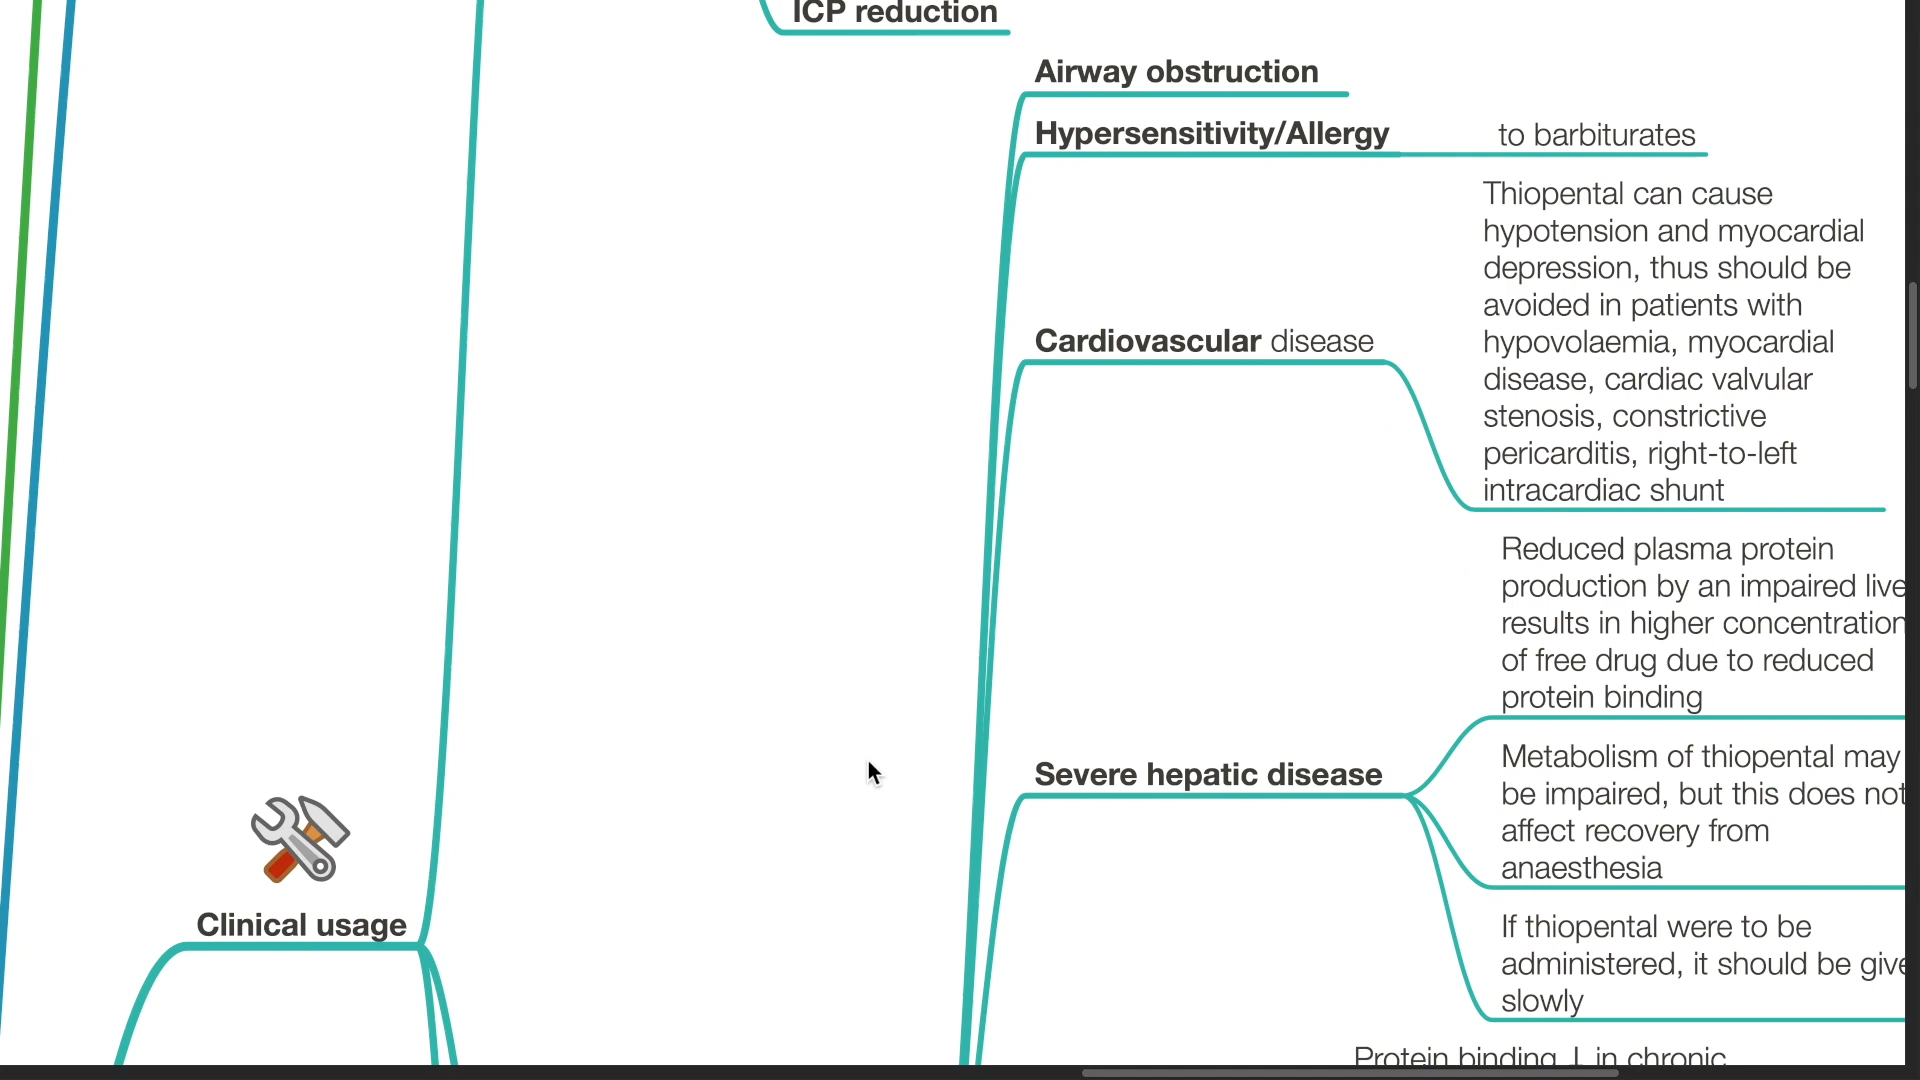 ICP reduction
Airway obstruction
Hypersensitivity/Allergy
to barbiturates
Thiopental can cause
hypotension and myocardial
depression, thus should be
avoided in patients with
hypovolaemia, myocardial
disease, cardiac valvular
stenosis, constrictive
pericarditis, right-to-left
intracardiac shunt
Cardiovascular disease
Reduced plasma protein
production by an impaired live
results in higher concentration
of free drug due to reduced
protein binding
Severe hepatic disease
Metabolism of thiopental may
be impaired, but this does not
affect recovery from
anaesthesia
Clinical usage
If thiopental were to be
administered, it should be give
slowly
Protein binding ↓ in chronic